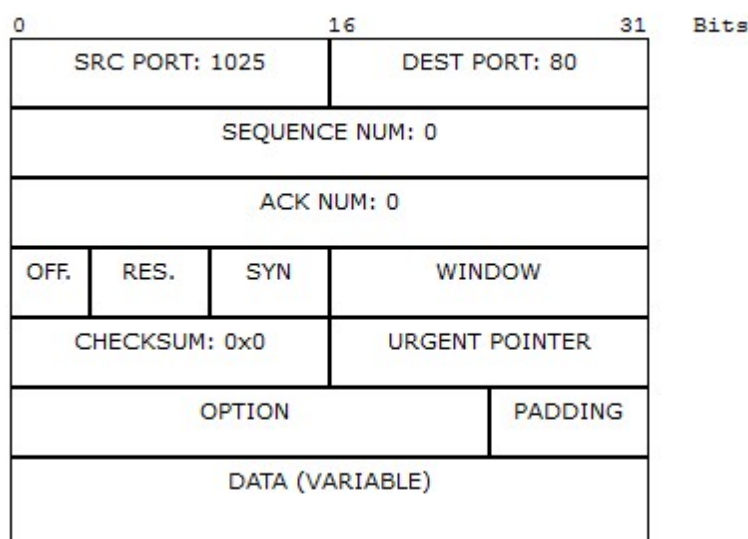 0 16 31 Bits
SRC PORT: 1025 DEST PORT: 80
SEQUENCE NUM: 0
ACK NUM: 0
OFF. RES. SYN WINDOW
CHECKSUM: 0x0 URGENT POINTER
OPTION PADDING
DATA (VARIABLE)